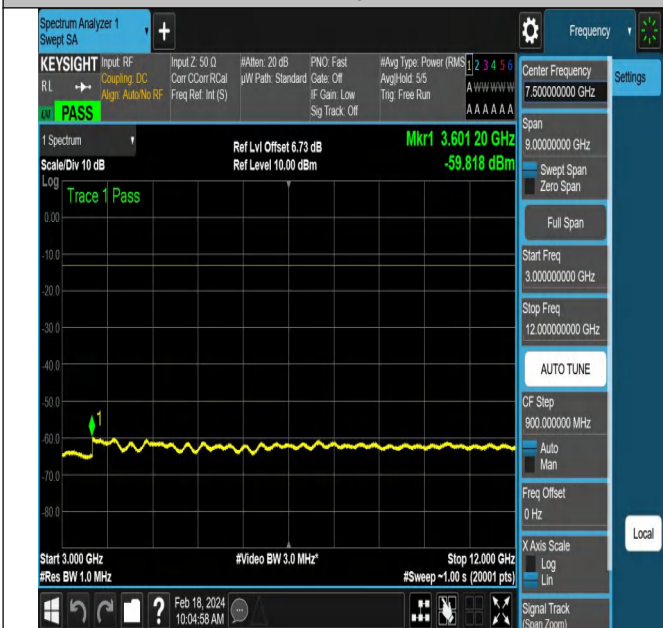 Spectrum Analyzer 1
Swept SA
+
Frequency
KEYSIGHT
Input: RF
Input Z: 50 Ω
#Atten: 20 dB
PNO: Fast
#Avg Type: Power (RMS
1 2 3 4 5 6
RL
Coupling: DC
Corr CCorr RCal
µW Path: Standard
Gate: Off
Avg|Hold: 5/5
A W W W W W
Align: Auto/No RF
Freq Ref: Int (S)
IF Gain: Low
Trig: Free Run
Sig Track: Off
A A A A A A
LXI
PASS
1 Spectrum
Ref Lvl Offset 6.73 dB
Mkr1 3.601 20 GHz
Scale/Div 10 dB
Ref Level 10.00 dBm
-59.818 dBm
Log
Trace 1 Pass
0.00
-10.0
-20.0
-30.0
-40.0
-50.0
1
-60.0
-70.0
-80.0
Start 3.000 GHz
#Video BW 3.0 MHz*
Stop 12.000 GHz
#Res BW 1.0 MHz
#Sweep ~1.00 s (20001 pts)
?
Feb 18, 2024
10:04:58 AM
Center Frequency
7.500000000 GHz
Settings
Span
9.00000000 GHz
Swept Span
Zero Span
Full Span
Start Freq
3.000000000 GHz
Stop Freq
12.000000000 GHz
AUTO TUNE
CF Step
900.000000 MHz
Auto
Man
Freq Offset
0 Hz
Local
X Axis Scale
Log
Lin
Signal Track
(Span Zoom)